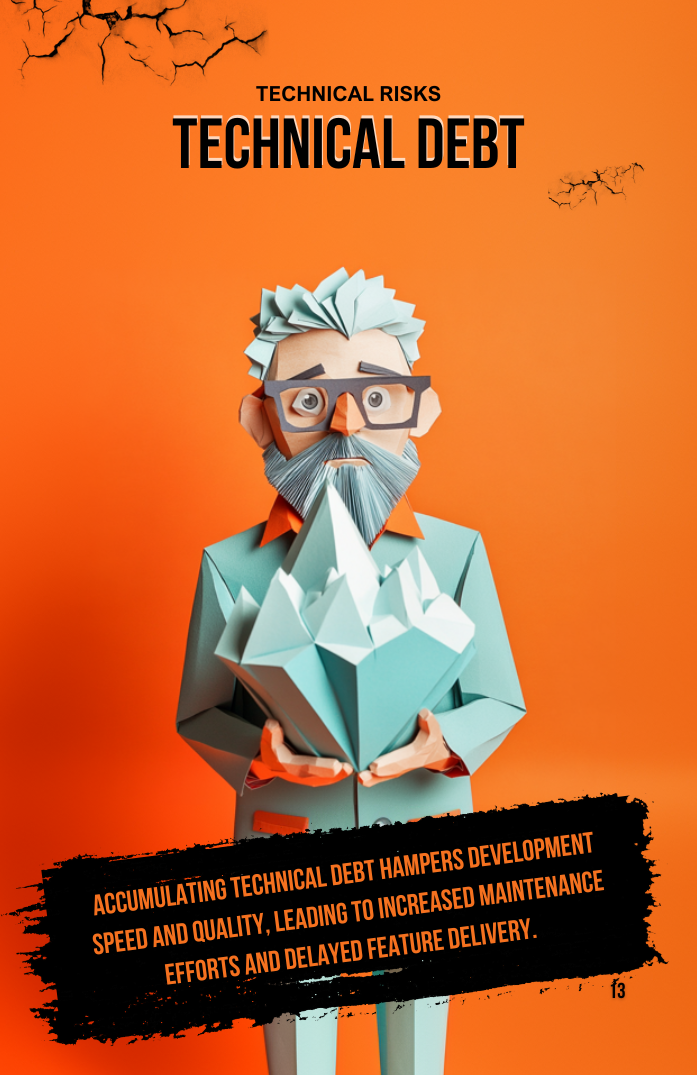 TECHNICAL RISKS
TECHNICAL DEBT
ACCUMULATING TECHNICAL DEBT HAMPERS DEVELOPMENT
SPEED AND QUALITY, LEADING TO INCREASED MAINTENANCE
EFFORTS AND DELAYED FEATURE DELIVERY.
13